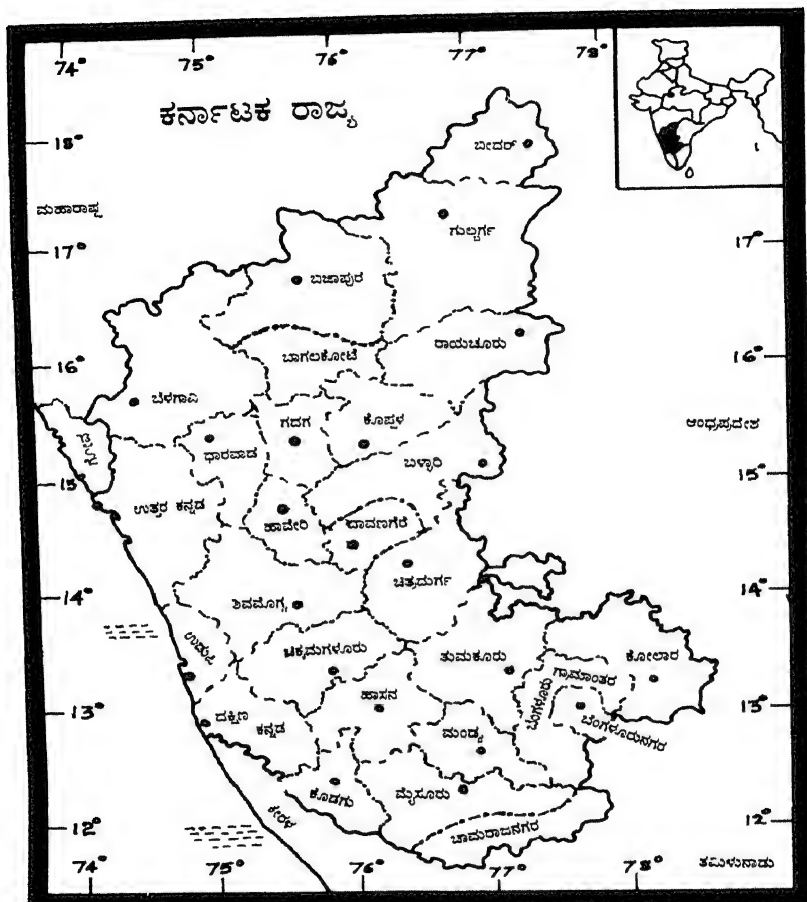 74° 75° 76° 77° 78°
ಕರ್ನಾಟಕ ರಾಜ್ಯ
ಬೀದರ್
18°
ಮಹಾರಾಷ್ಟ್ರ
ಗುಲ್ಬರ್ಗ
17° 17°
ಬಿಜಾಪುರ
ರಾಯಚೂರು
ಬಾಗಲಕೋಟೆ
16° 16°
ಬೆಳಗಾವಿ
ಗದಗ
ಕೊಪ್ಪಳ
ಆಂಧ್ರಪ್ರದೇಶ
ಧಾರವಾಡ
ಬಳ್ಳಾರಿ
15° 15°
ಉತ್ತರ ಕನ್ನಡ
ಹಾವೇರಿ
ದಾವಣಗೆರೆ
ಚಿತ್ರದುರ್ಗ
14° 14°
ಶಿವಮೊಗ್ಗ
ಉಡುಪಿ
ಚಿಕ್ಕಮಗಳೂರು
ತುಮಕೂರು
ಕೋಲಾರ
ಬೆಂಗಳೂರು ಗ್ರಾಮಾಂತರ
ಹಾಸನ
13° 13°
ದಕ್ಷಿಣ ಕನ್ನಡ
ಮಂಡ್ಯ
ಬೆಂಗಳೂರುನಗರ
ಕೊಡಗು
ಮೈಸೂರು
ಕೇರಳ
12° 12°
ಚಾಮರಾಜನಗರ
ತಮಿಳುನಾಡು
74° 75° 76° 77° 78°